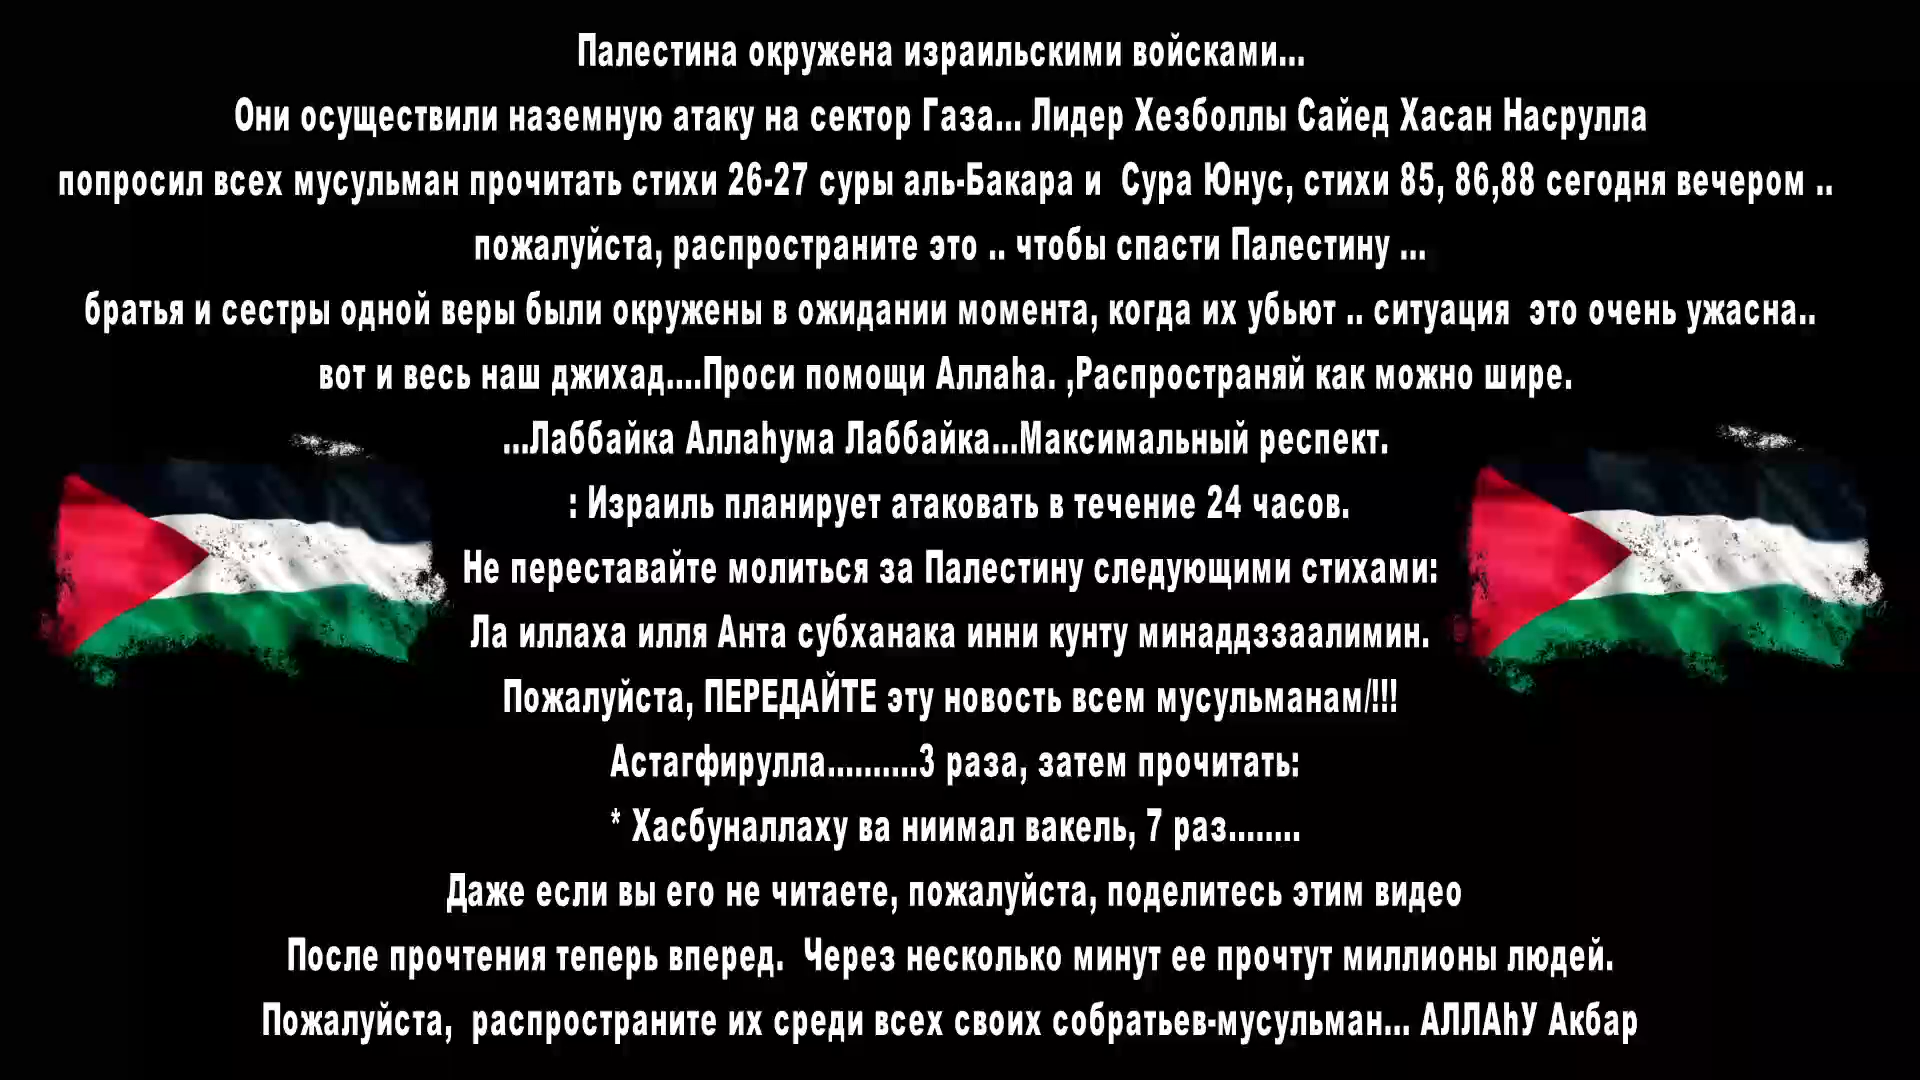 Палестина окружена израильскими войсками...
Они осуществили наземную атаку на сектор Газа... Лидер Хезболлы Сайед Хасан Насрулла
попросил всех мусульман прочитать стихи 26-27 суры аль-Бакара и  Сура Юнус, стихи 85, 86,88 сегодня вечером ..
пожалуйста, распространите это .. чтобы спасти Палестину ...
братья и сестры одной веры были окружены в ожидании момента, когда их убьют .. ситуация  это очень ужасна..
вот и весь наш джихад....Проси помощи Аллаhа. ,Распространяй как можно шире.
...Лаббайка Аллаhума Лаббайка...Максимальный респект.
: Израиль планирует атаковать в течение 24 часов.
Не переставайте молиться за Палестину следующими стихами:
Ла иллаха илля Анта субханака инни кунту минаддззаалимин.
Пожалуйста, ПЕРЕДАЙТЕ эту новость всем мусульманам/!!!
Астагфирулла..........3 раза, затем прочитать:
* Хасбуналлаху ва ниимал вакель, 7 раз........
Даже если вы его не читаете, пожалуйста, поделитесь этим видео
После прочтения теперь вперед.  Через несколько минут ее прочтут миллионы людей.
Пожалуйста,  распространите их среди всех своих собратьев-мусульман... АЛЛАhУ Акбар